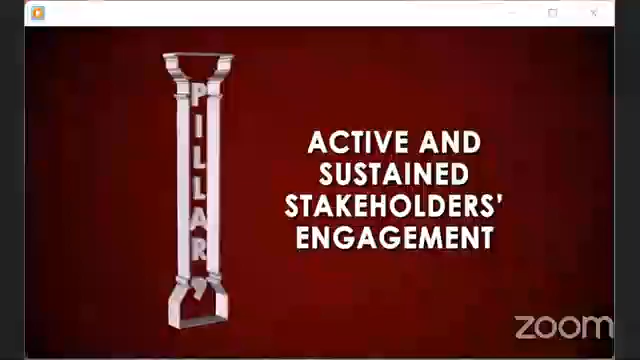 PILLAR
ACTIVE AND
SUSTAINED
STAKEHOLDERS'
ENGAGEMENT
zoom